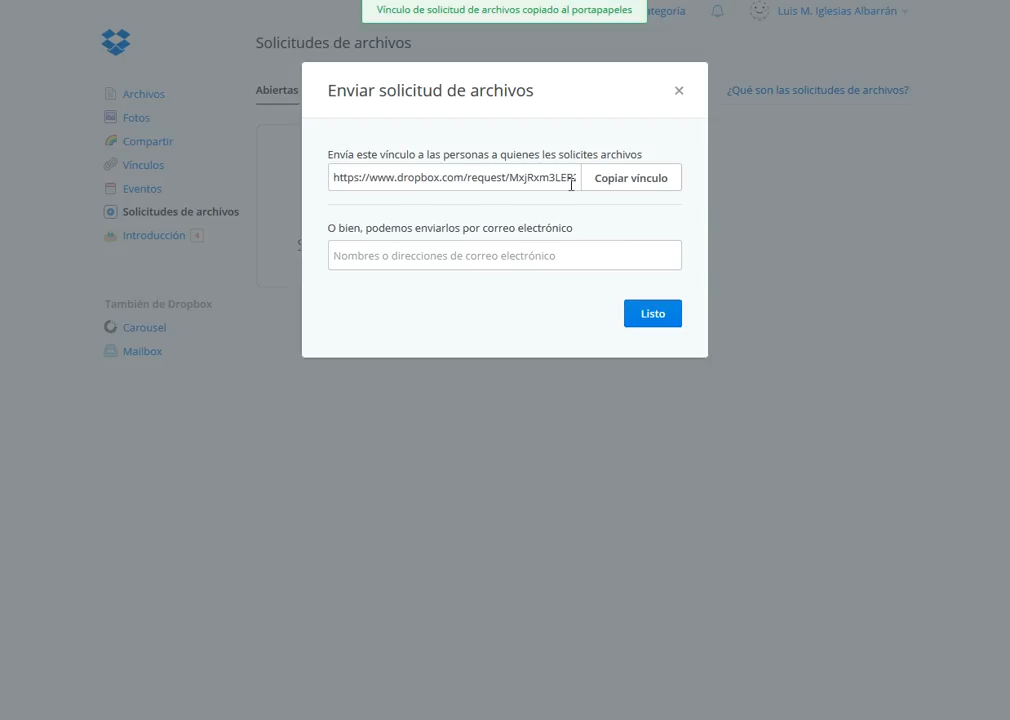 Vínculo de solicitud de archivos copiado al portapapeles
Luis M. Iglesias Albarrán
Solicitudes de archivos
Abiertas
¿Qué son las solicitudes de archivos?
Archivos
Fotos
Compartir
Vínculos
Eventos
Solicitudes de archivos
Introducción 4
También de Dropbox
Carousel
Mailbox
Enviar solicitud de archivos
Envía este vínculo a las personas a quienes les solicites archivos
https://www.dropbox.com/request/MxjRxm3LEP
Copiar vínculo
O bien, podemos enviarlos por correo electrónico
Nombres o direcciones de correo electrónico
Listo